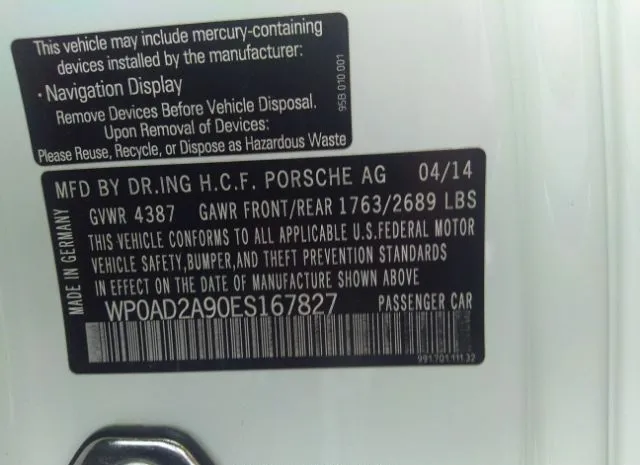 This vehicle may include mercury-containing
devices installed by the manufacturer:
· Navigation Display
Remove Devices Before Vehicle Disposal.
Upon Removal of Devices:
Please Reuse, Recycle, or Dispose as Hazardous Waste
95B 010 001
MADE IN GERMANY
MFD BY DR.ING H.C.F. PORSCHE AG 04/14
GVWR 4387 GAWR FRONT/REAR 1763/2689 LBS
THIS VEHICLE CONFORMS TO ALL APPLICABLE U.S.FEDERAL MOTOR
VEHICLE SAFETY,BUMPER,AND THEFT PREVENTION STANDARDS
IN EFFECT ON THE DATE OF MANUFACTURE SHOWN ABOVE
WP0AD2A90ES167827 PASSENGER CAR
991.701.111.32